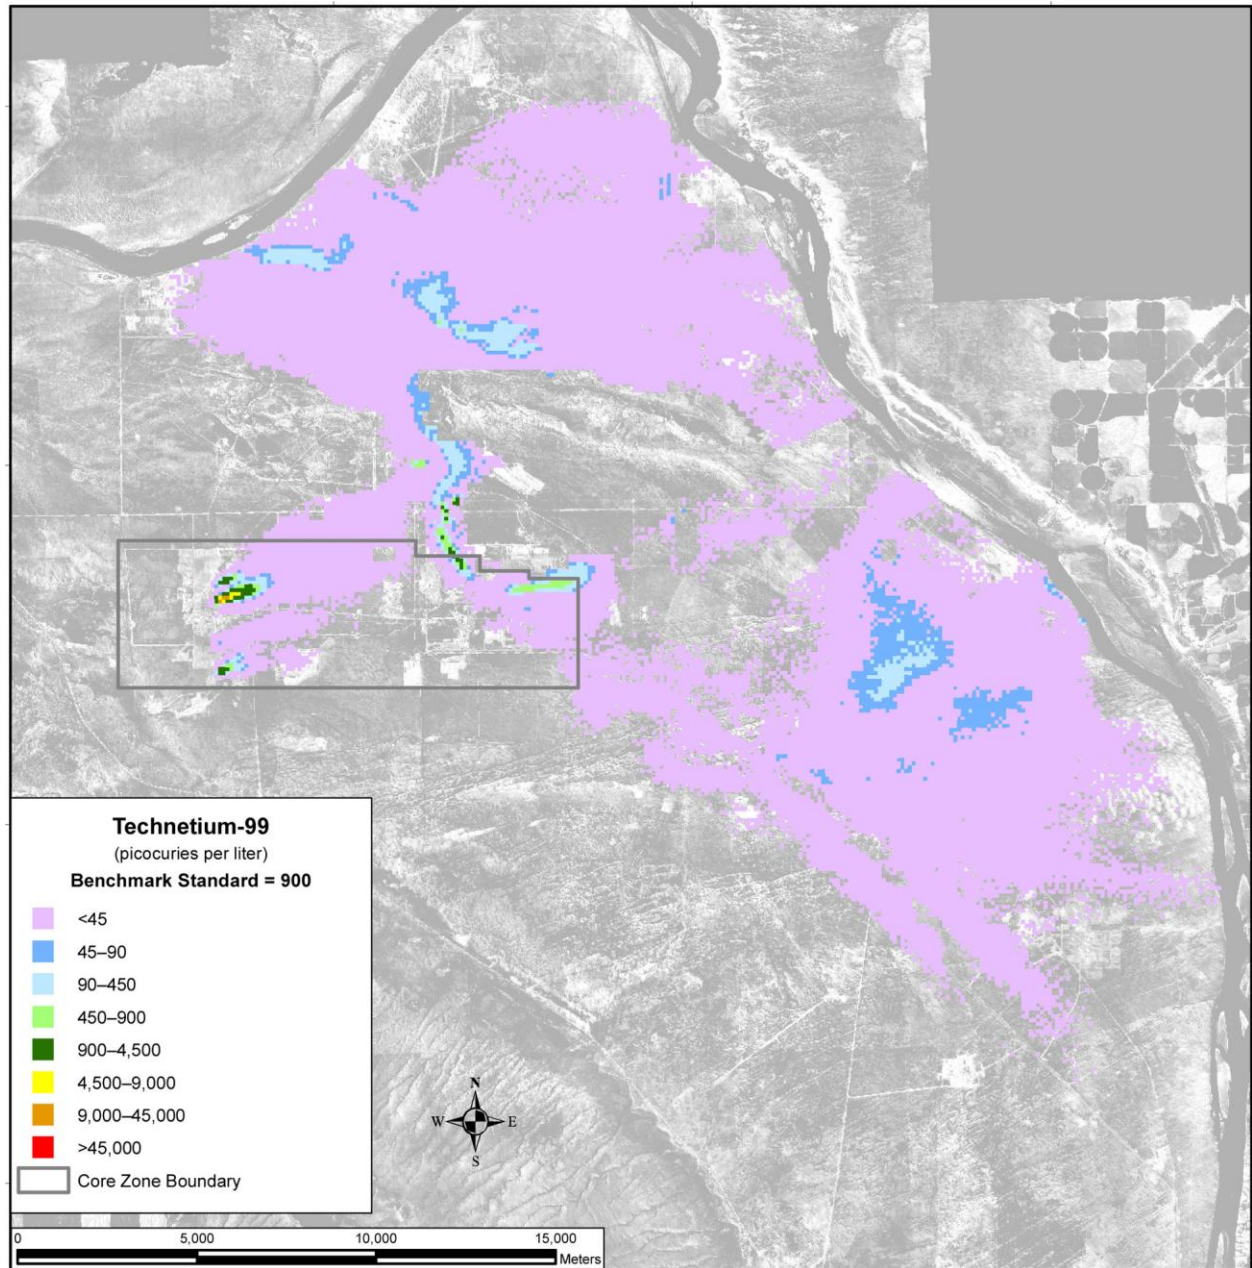 Technetium-99
(picocuries per liter)
Benchmark Standard = 900
<45
45–90
90–450
450–900
900–4,500
4,500–9,000
9,000–45,000
>45,000
Core Zone Boundary
N
W E
S
0 5,000 10,000 15,000
Meters